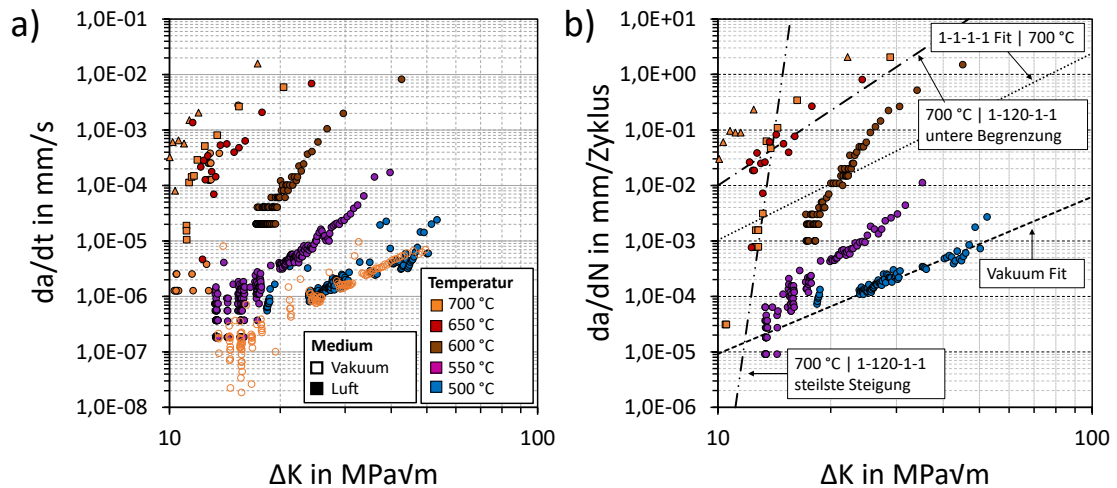 a)
da/dt in mm/s
1,0E+00
1,0E-01
1,0E-02
1,0E-03
1,0E-04
1,0E-05
1,0E-06
1,0E-07
1,0E-08
10
100
ΔK in MPa√m
Medium
Vakuum
Luft
Temperatur
700 °C
650 °C
600 °C
550 °C
500 °C
b)
da/dN in mm/Zyklus
1,0E+01
1,0E+00
1,0E-01
1,0E-02
1,0E-03
1,0E-04
1,0E-05
1,0E-06
10
100
ΔK in MPa√m
1-1-1-1 Fit | 700 °C
700 °C | 1-120-1-1
untere Begrenzung
Vakuum Fit
700 °C | 1-120-1-1
steilste Steigung